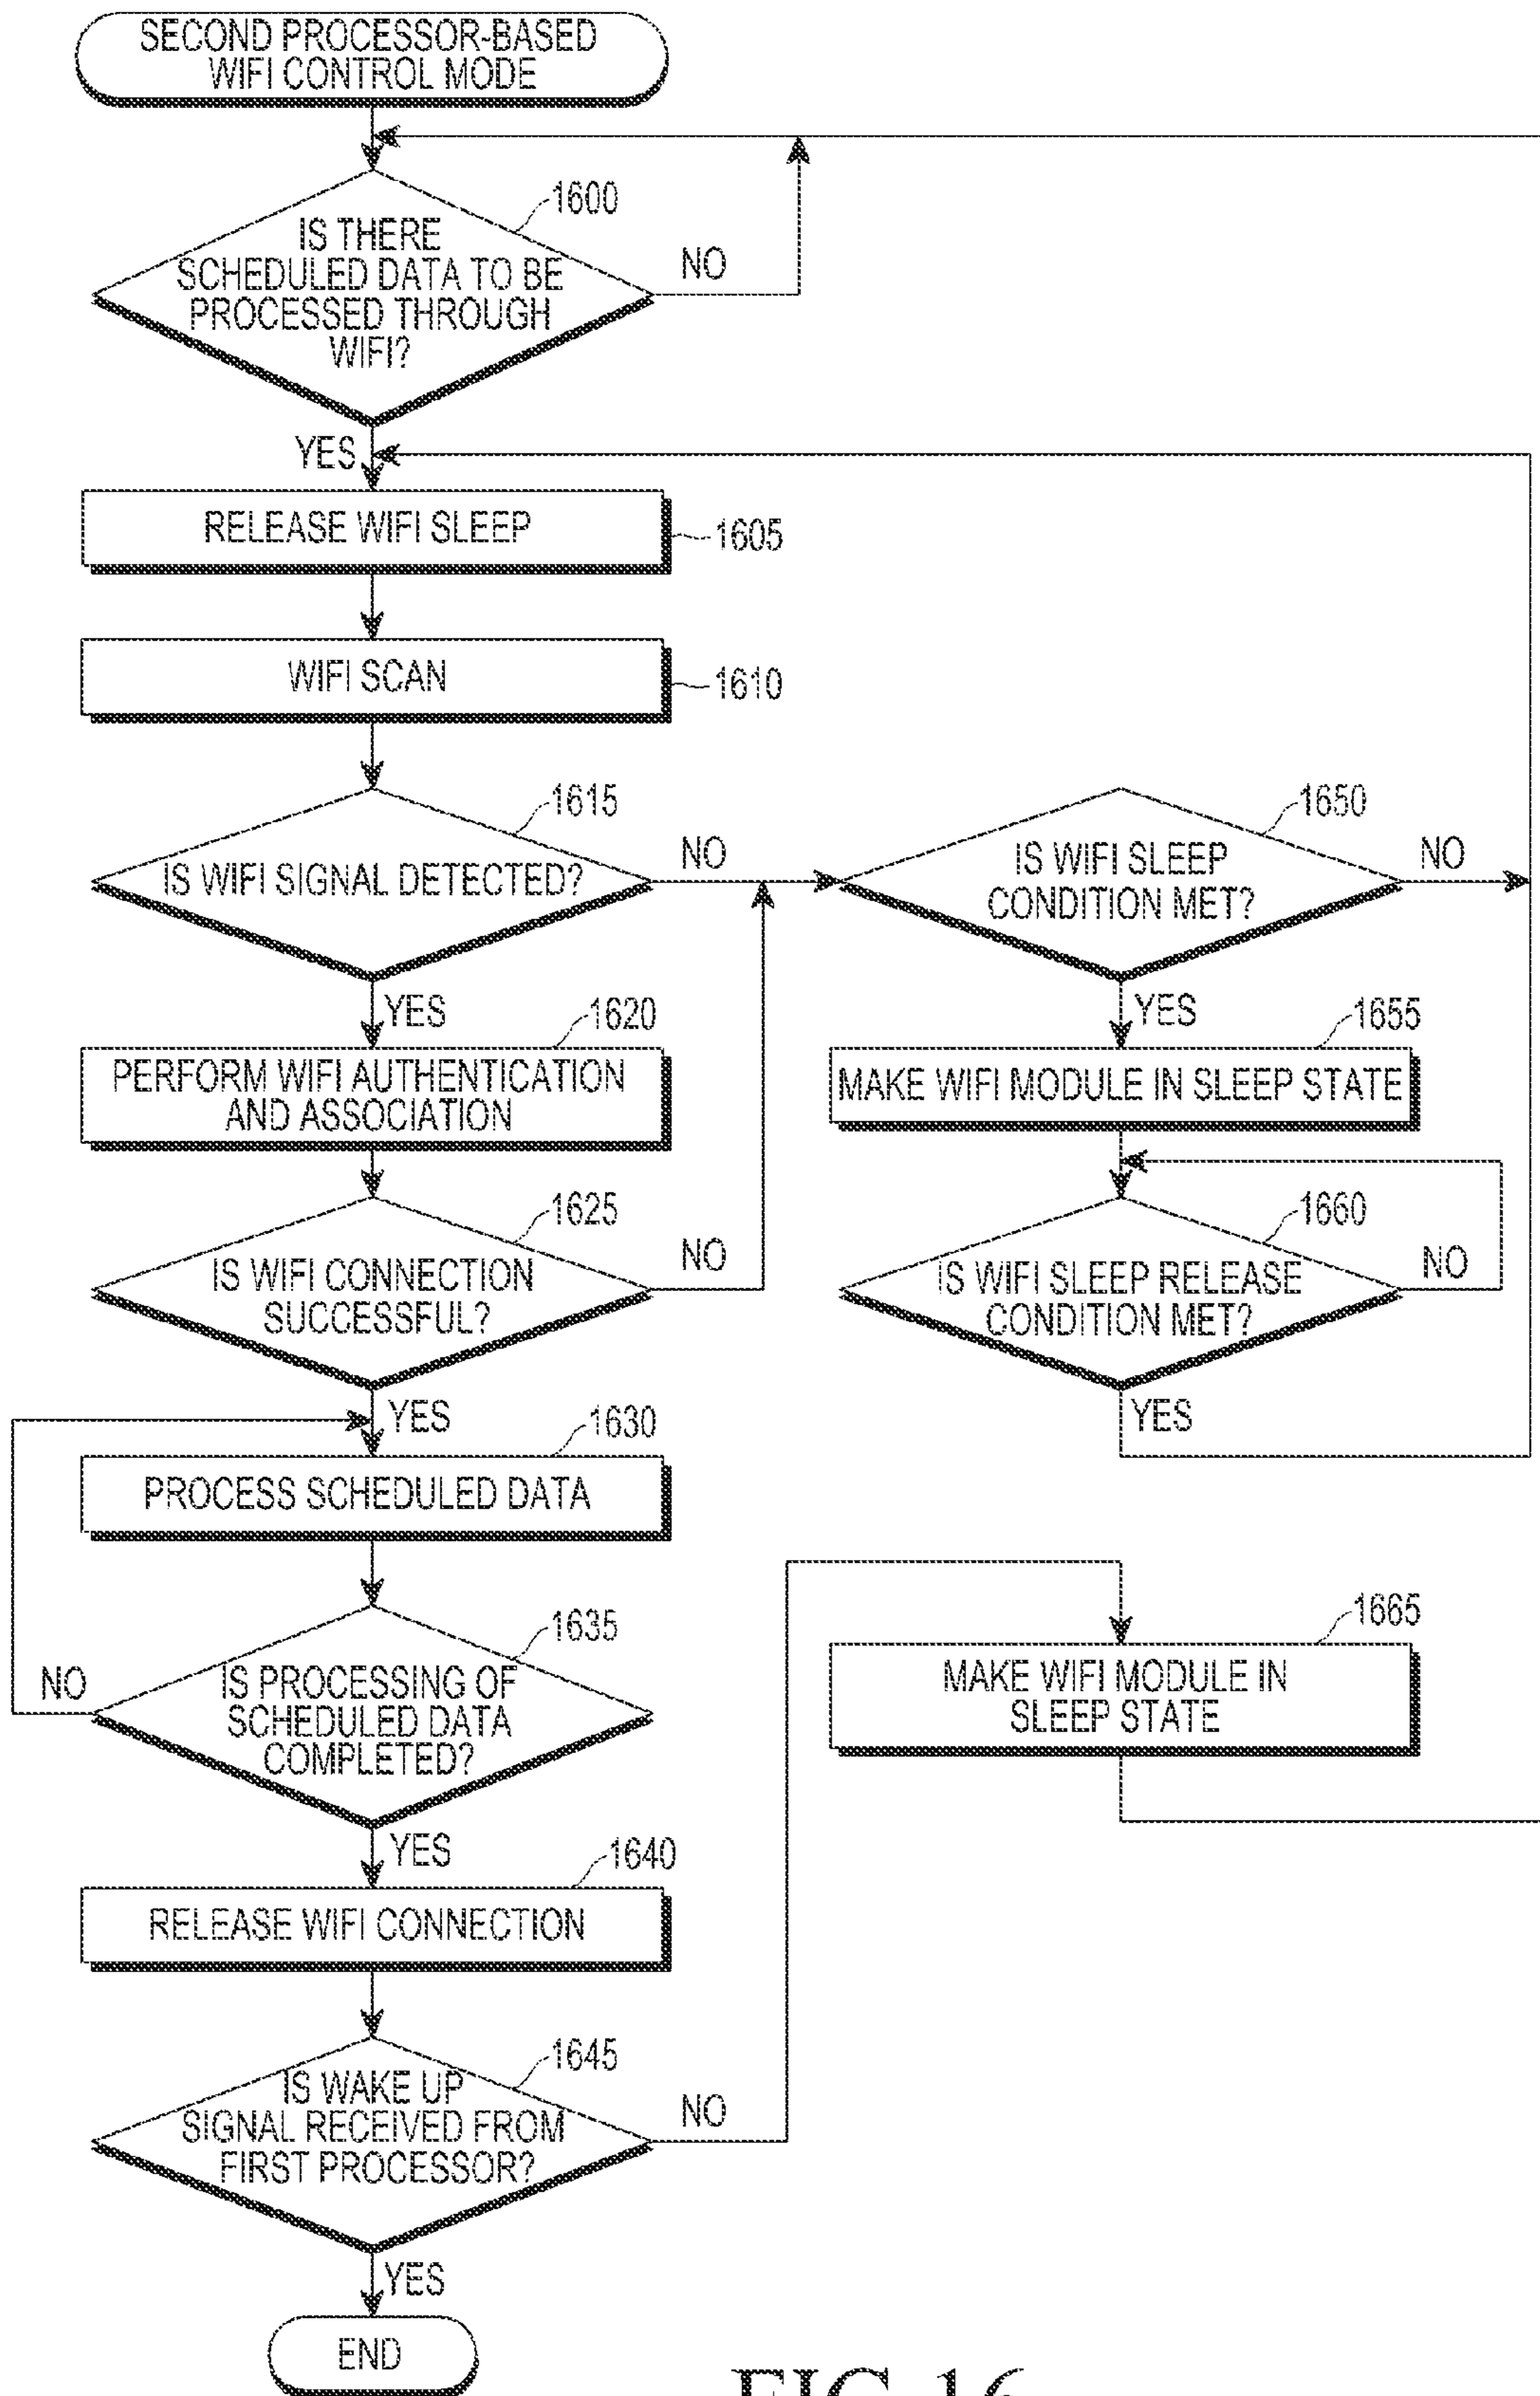 SECOND PROCESSOR-BASED
WIFI CONTROL MODE
1600
IS THERE
SCHEDULED DATA TO BE
PROCESSED THROUGH
WIFI?
NO
YES
RELEASE WIFI SLEEP
1605
WIFI SCAN
1610
1615
IS WIFI SIGNAL DETECTED?
NO
YES
1650
IS WIFI SLEEP
CONDITION MET?
NO
YES
1620
PERFORM WIFI AUTHENTICATION
AND ASSOCIATION
1655
MAKE WIFI MODULE IN SLEEP STATE
1625
IS WIFI CONNECTION
SUCCESSFUL?
NO
YES
1660
IS WIFI SLEEP RELEASE
CONDITION MET?
NO
YES
1630
PROCESS SCHEDULED DATA
1635
IS PROCESSING OF
SCHEDULED DATA
COMPLETED?
NO
YES
1665
MAKE WIFI MODULE IN
SLEEP STATE
1640
RELEASE WIFI CONNECTION
1645
IS WAKE UP
SIGNAL RECEIVED FROM
FIRST PROCESSOR?
NO
YES
END
FIG.16